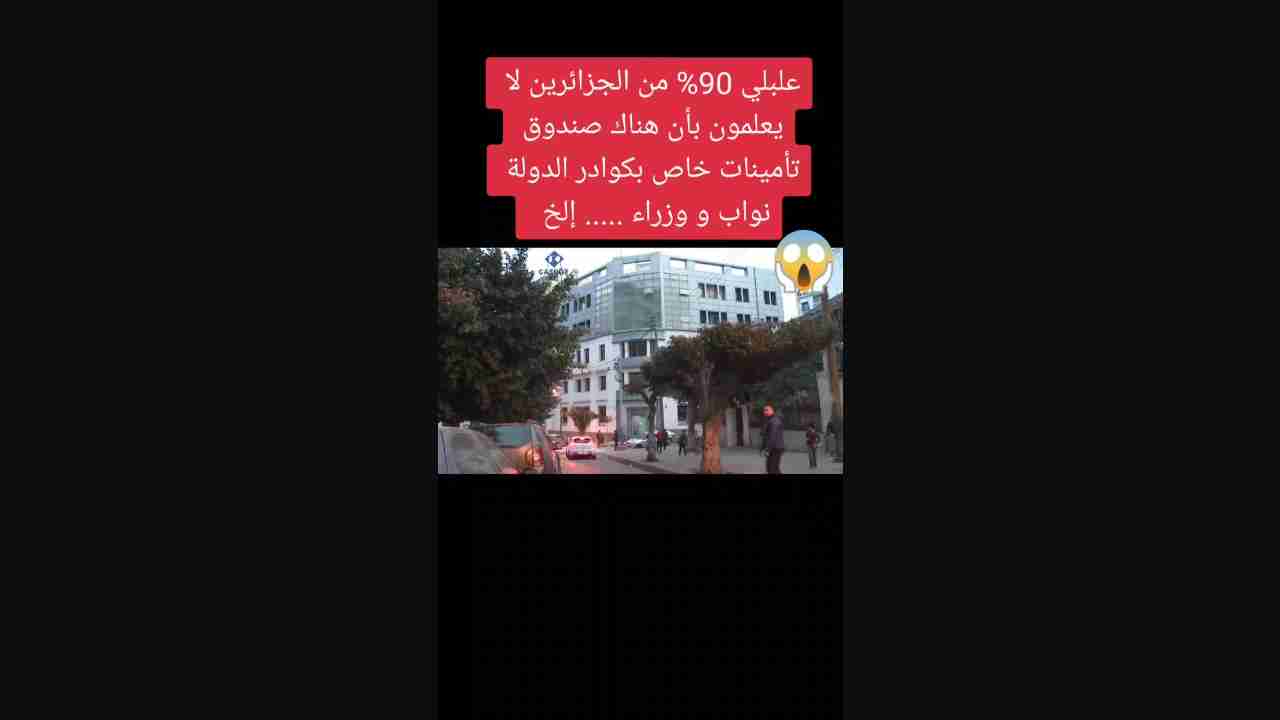 علبلي 90% من الجزائرين لا
يعلمون بأن هناك صندوق
تأمينات خاص بكوادر الدولة
نواب و وزراء ..... إلخ